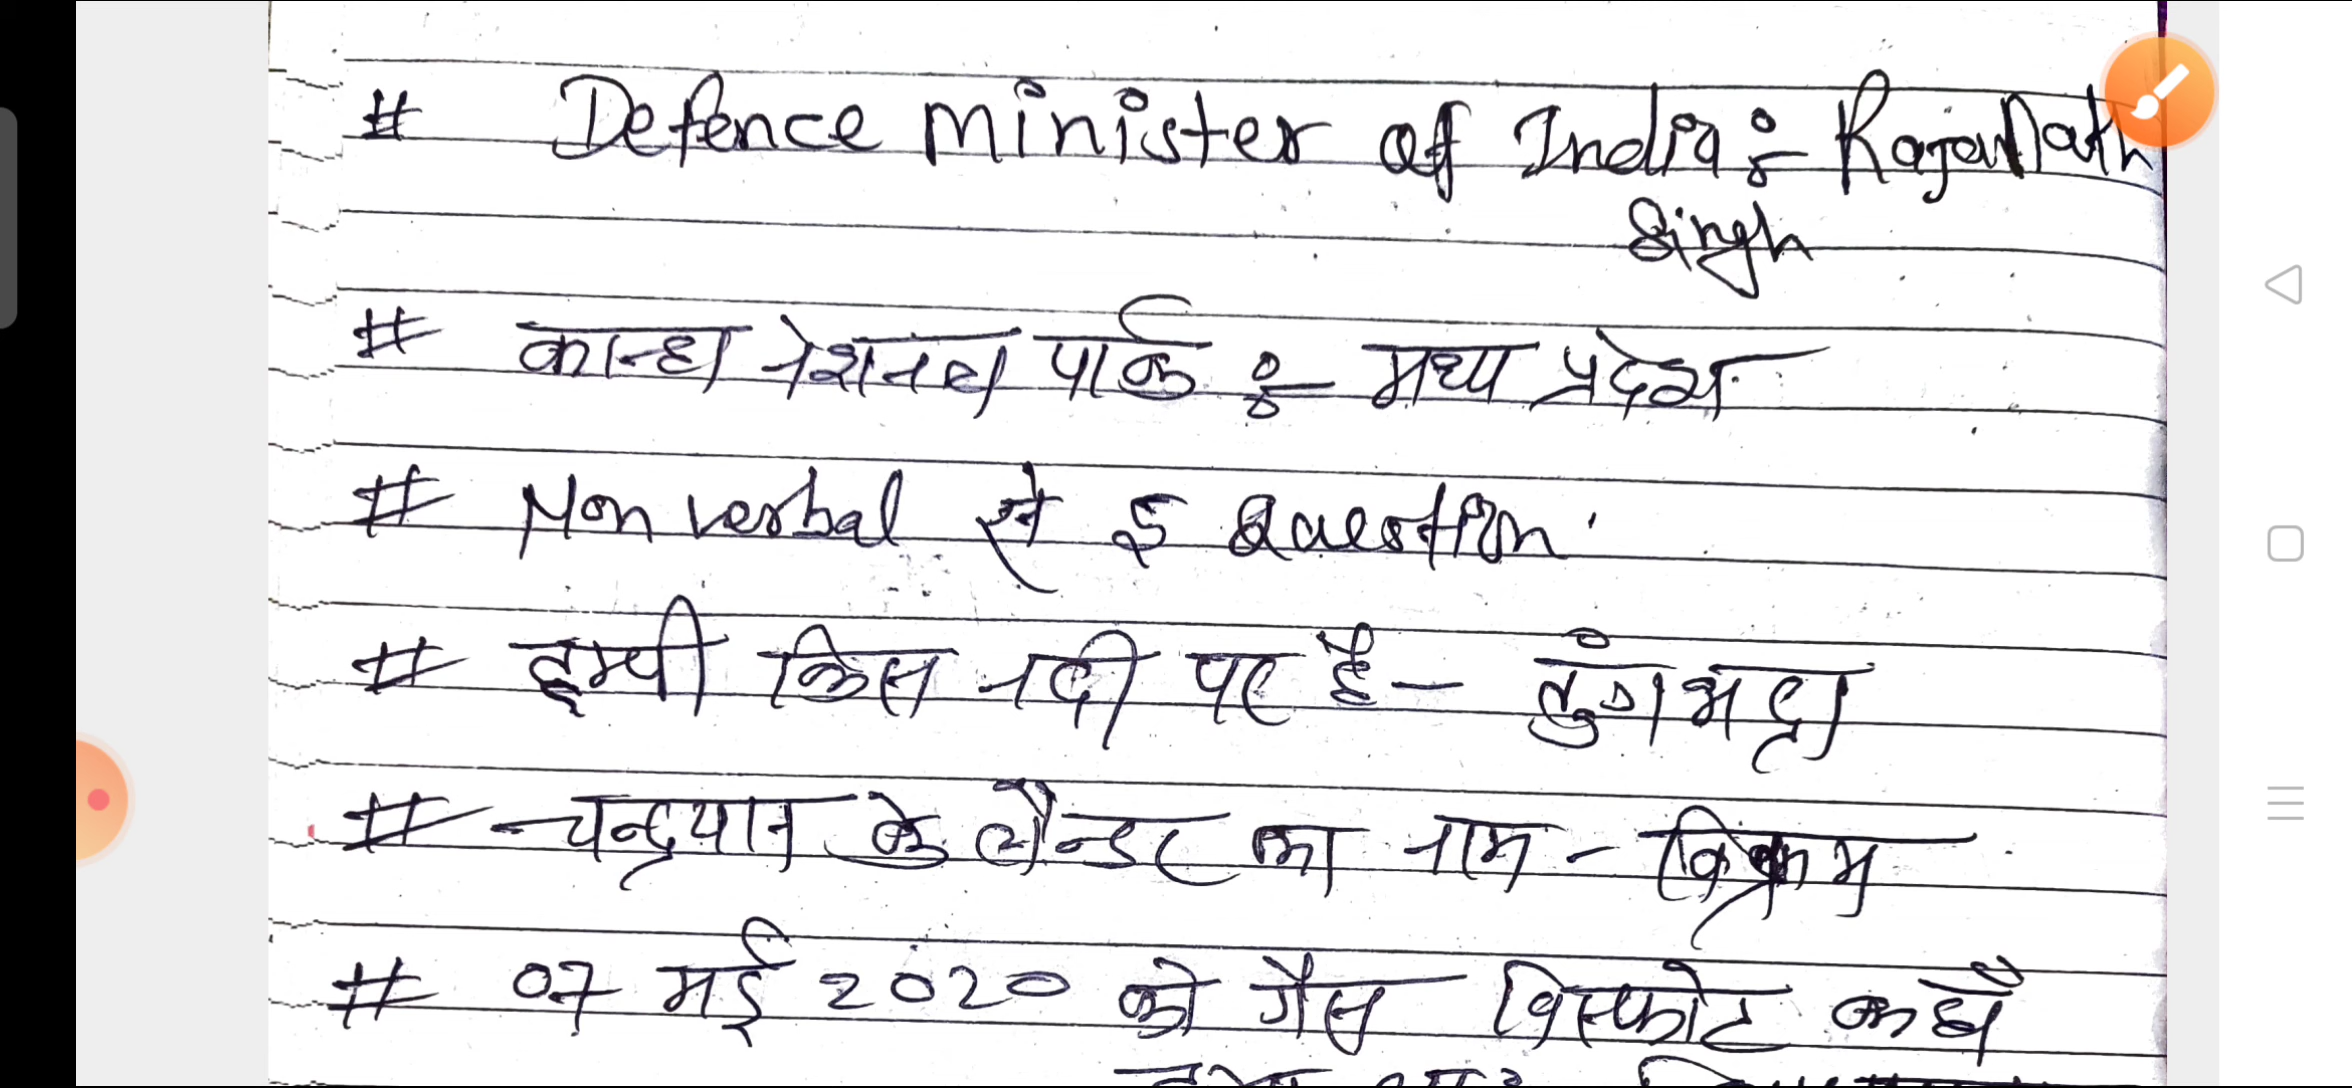 # Defence Minister of India :- RajaNath
Singh
# कान्हा नेशनल पार्क :- मध्य प्रदेश
# Non verbal से 5 Question.
# हम्पी किस नदी पर है - तुंगभद्रा
# चन्द्रयान के लैन्डर का नाम - विक्रम
# 07 मई 2020 को गैस विस्फोट कहाँ